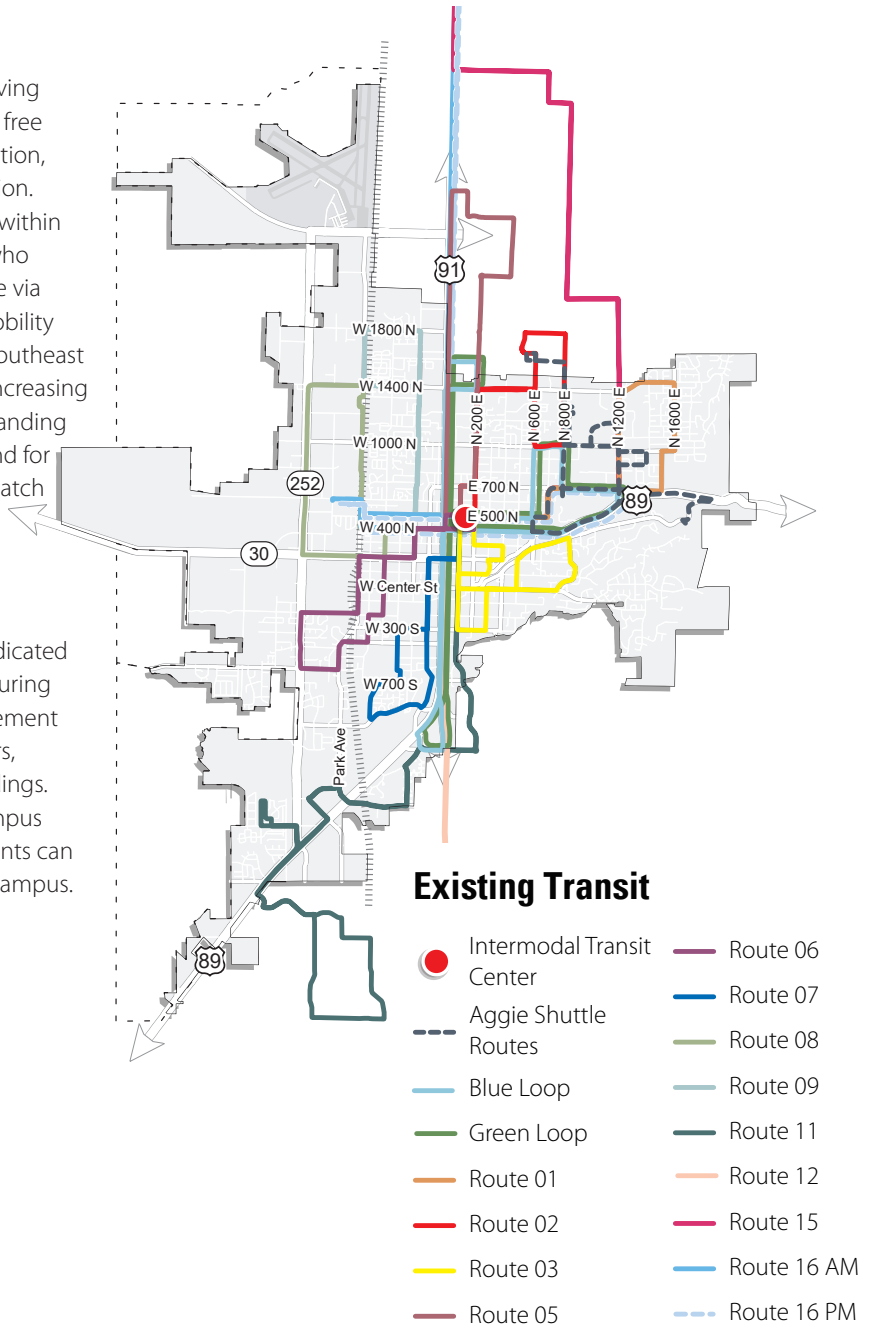 ving
free
tion,
ion.
within
ho
e via
obility
outheast
ncreasing
anding
nd for
atch
dicated
uring
ement
rs,
dings.
npus
nts can
ampus.
91
W 1800 N
W 1400 N
W 1000 N
N 200 E
N 600 E
N 800 E
N 1200 E
N 1600 E
252
E 700 N
89
E 500 N
W 400 N
30
W Center St
W 300 S
W 700 S
Park Ave
89
Existing Transit
Intermodal Transit
Center
Aggie Shuttle
Routes
Blue Loop
Green Loop
Route 01
Route 02
Route 03
Route 05
Route 06
Route 07
Route 08
Route 09
Route 11
Route 12
Route 15
Route 16 AM
Route 16 PM